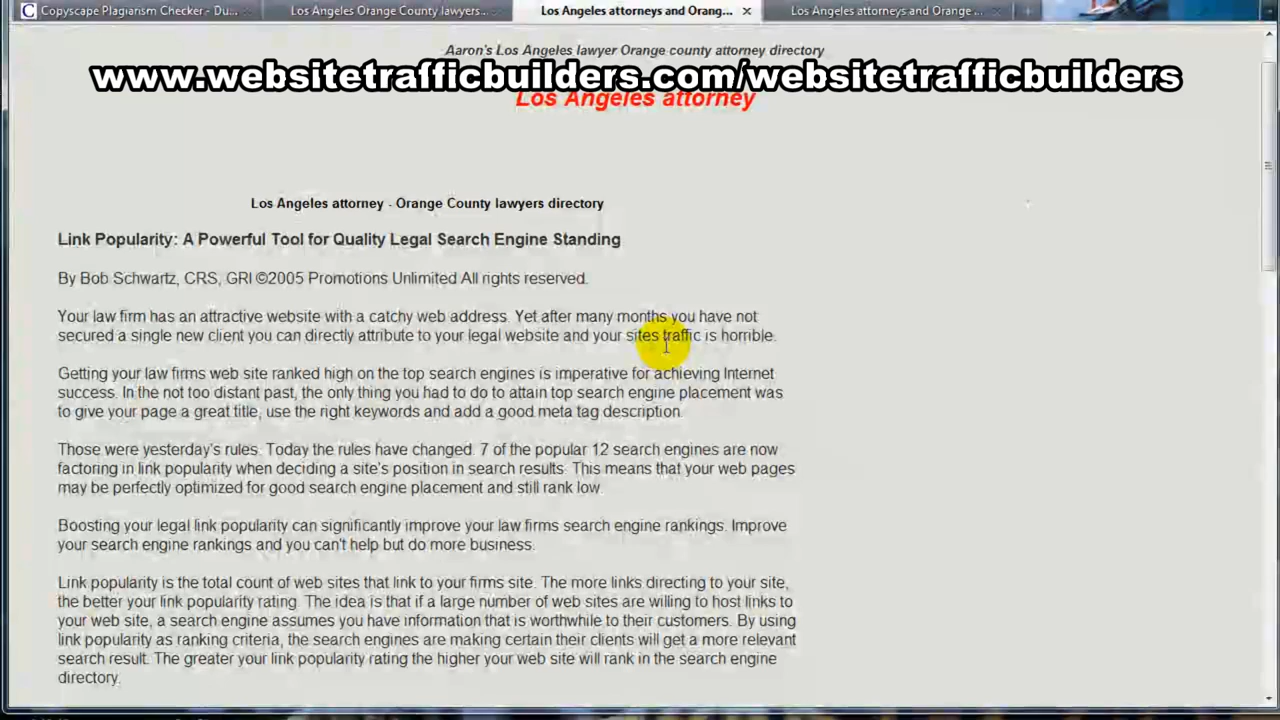 Copyscape Plagiarism Checker - Du... Los Angeles Orange County lawyers... Los Angeles attorneys and Orang... Los Angeles attorneys and Orange ...
Aaron's Los Angeles lawyer Orange county attorney directory
www.websitetrafficbuilders.com/websitetrafficbuilders
Los Angeles attorney
Los Angeles attorney - Orange County lawyers directory
Link Popularity: A Powerful Tool for Quality Legal Search Engine Standing
By Bob Schwartz, CRS, GRI ©2005 Promotions Unlimited All rights reserved.
Your law firm has an attractive website with a catchy web address. Yet after many months you have not
secured a single new client you can directly attribute to your legal website and your sites traffic is horrible.
Getting your law firms web site ranked high on the top search engines is imperative for achieving Internet
success. In the not too distant past, the only thing you had to do to attain top search engine placement was
to give your page a great title, use the right keywords and add a good meta tag description.
Those were yesterday's rules. Today the rules have changed. 7 of the popular 12 search engines are now
factoring in link popularity when deciding a site's position in search results. This means that your web pages
may be perfectly optimized for good search engine placement and still rank low.
Boosting your legal link popularity can significantly improve your law firms search engine rankings. Improve
your search engine rankings and you can't help but do more business.
Link popularity is the total count of web sites that link to your firms site. The more links directing to your site,
the better your link popularity rating. The idea is that if a large number of web sites are willing to host links to
your web site, a search engine assumes you have information that is worthwhile to their customers. By using
link popularity as ranking criteria, the search engines are making certain their clients will get a more relevant
search result. The greater your link popularity rating the higher your web site will rank in the search engine
directory.